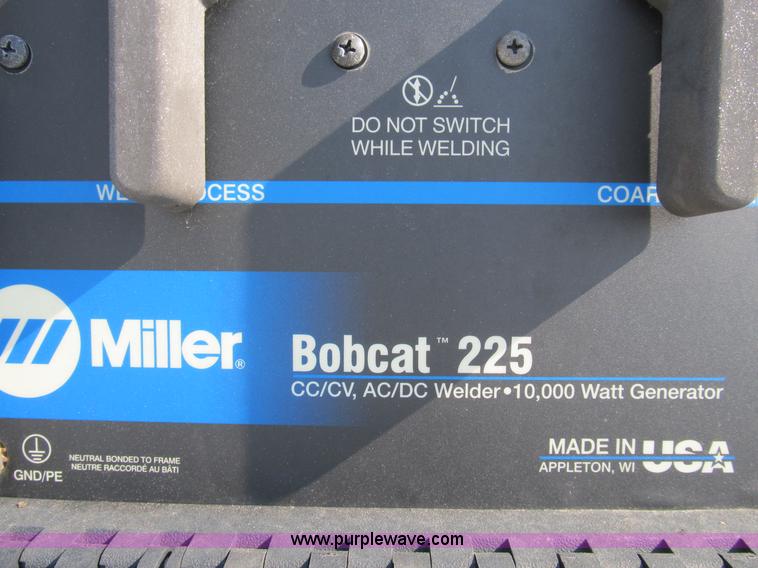 DO NOT SWITCH
WHILE WELDING
Miller®
Bobcat™ 225
CC/CV, AC/DC Welder•10,000 Watt Generator
GND/PE
NEUTRAL BONDED TO FRAME
NEUTRE RACCORDÉ AU BÂTI
MADE IN USA
APPLETON, WI
www.purplewave.com